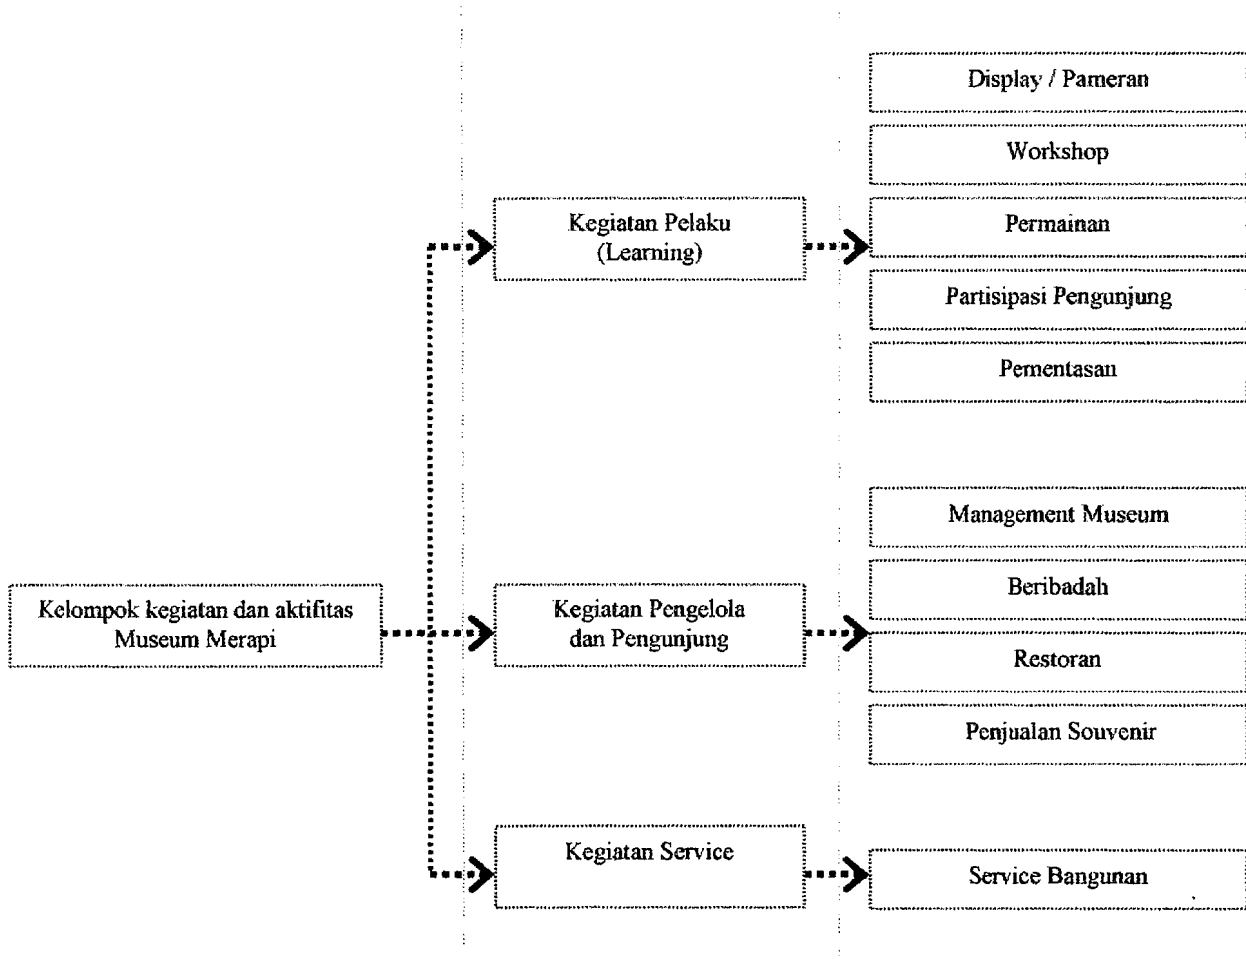 Display / Pameran
Workshop
Kegiatan Pelaku
(Learning)
Permainan
Partisipasi Pengunjung
Pementasan
Management Museum
Kelompok kegiatan dan aktifitas
Museum Merapi
Kegiatan Pengelola
dan Pengunjung
Beribadah
Restoran
Penjualan Souvenir
Kegiatan Service
Service Bangunan